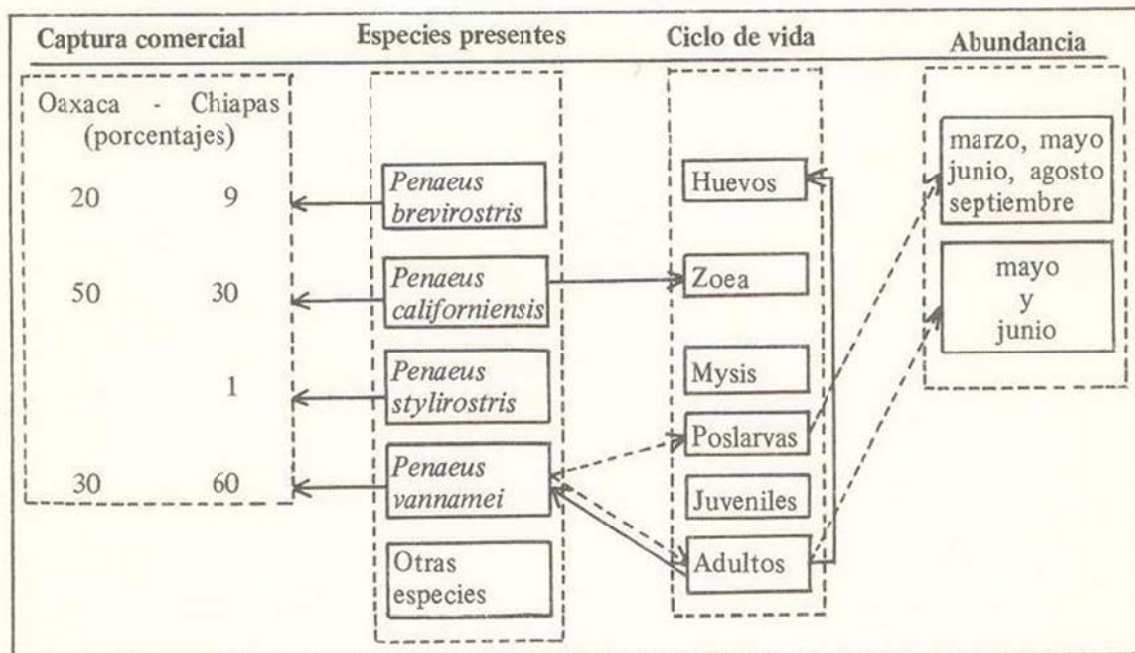 Captura comercial
Especies presentes
Ciclo de vida
Abundancia
Oaxaca - Chiapas
(porcentajes)
20 9
50 30
1
30 60
Penaeus
brevirostris
Penaeus
californiensis
Penaeus
stylirostris
Penaeus
vannamei
Otras
especies
Huevos
Zoea
Mysis
Poslarvas
Juveniles
Adultos
marzo, mayo
junio, agosto
septiembre
mayo
y
junio